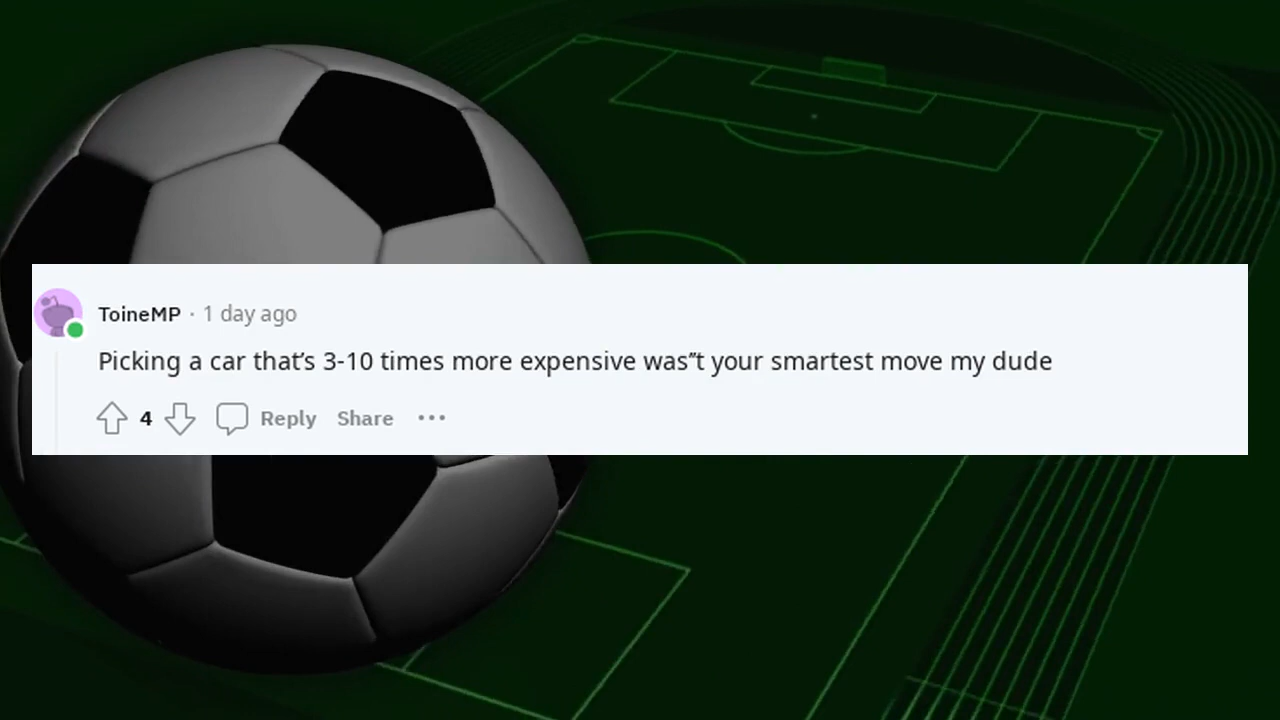 ToineMP · 1 day ago
Picking a car that’s 3-10 times more expensive was”t your smartest move my dude
4 Reply Share ···